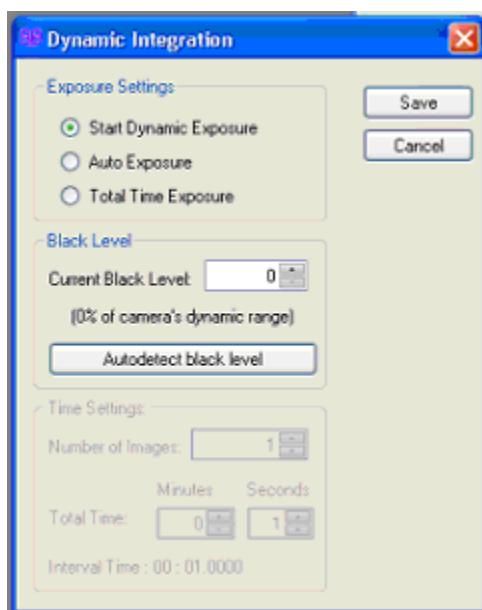 Dynamic Integration
Exposure Settings
Save
Start Dynamic Exposure
Cancel
Auto Exposure
Total Time Exposure
Black Level
Current Black Level: 0
(0% of camera's dynamic range)
Autodetect black level
Time Settings:
Number of Images: 1
Minutes Seconds
Total Time: 0 1
Interval Time : 00 : 01.0000